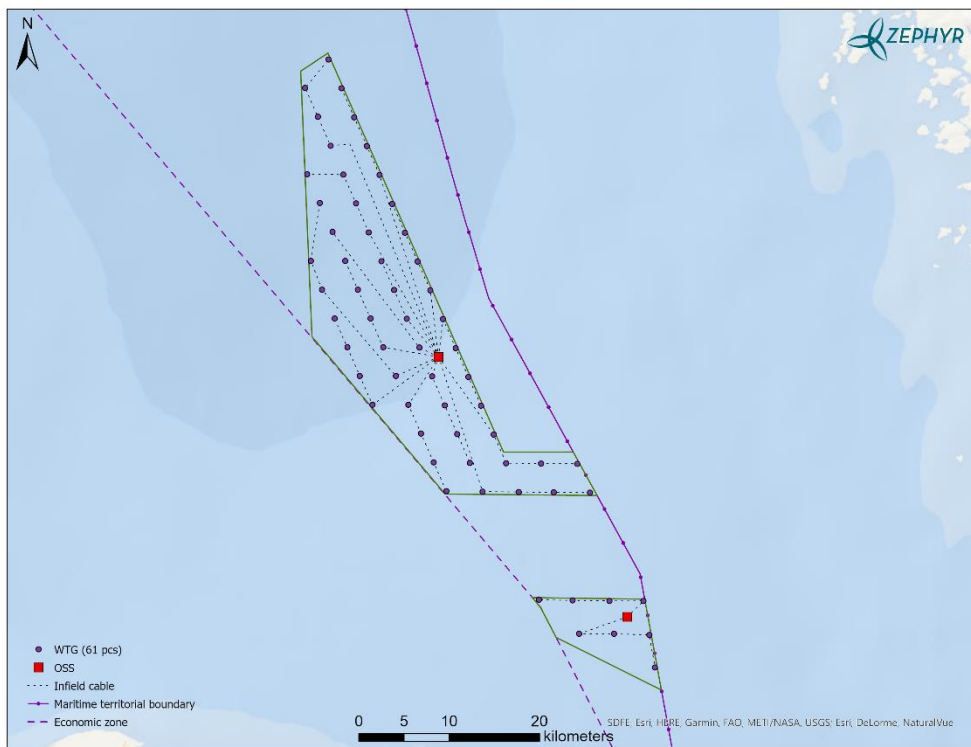 N
ZEPHYR
WTG (61 pcs)
OSS
Infield cable
Maritime territorial boundary
Economic zone
0 5 10 20
kilometers
SDFE, Esri, HERE, Garmin, FAO, METI/NASA, USGS; Esri, DeLorme, NaturalVue